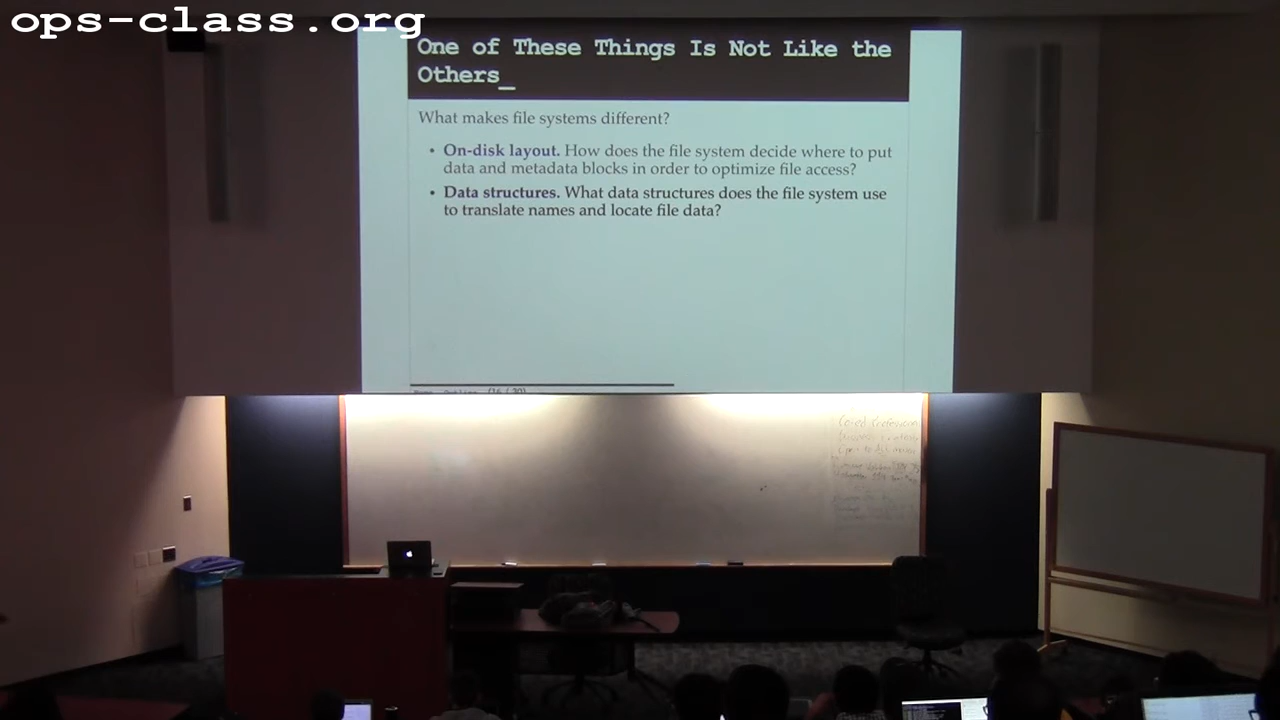 ops-class.org
One of These Things Is Not Like the
Others_
What makes file systems different?
• On-disk layout. How does the file system decide where to put
data and metadata blocks in order to optimize file access?
• Data structures. What data structures does the file system use
to translate names and locate file data?